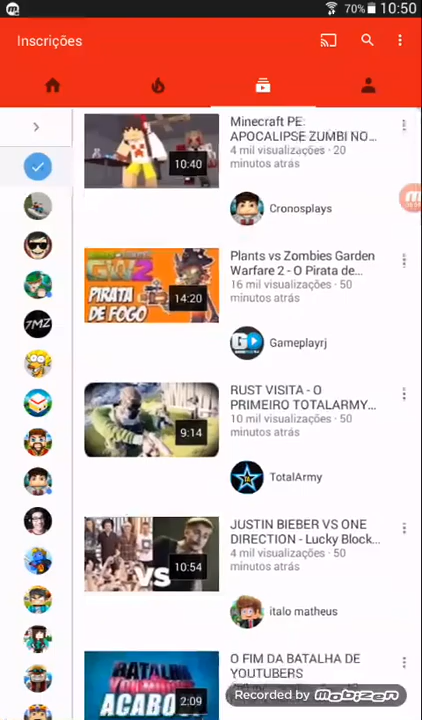 70% 10:50
Inscrições
Minecraft PE:
APOCALIPSE ZUMBI NO...
4 mil visualizações · 20
minutos atrás
10:40
Cronosplays
Plants vs Zombies Garden
Warfare 2 - O Pirata de...
16 mil visualizações · 50
minutos atrás
GW2
PIRATA
DE FOGO
14:20
Gameplayrj
RUST VISITA - O
PRIMEIRO TOTALARMY...
10 mil visualizações · 50
minutos atrás
9:14
TotalArmy
7MZ
JUSTIN BIEBER VS ONE
DIRECTION - Lucky Block...
4 mil visualizações · 50
minutos atrás
VS
10:54
italo matheus
O FIM DA BATALHA DE
YOUTUBERS
BATALHA
ACABO
2:09
Recorded by mobizen